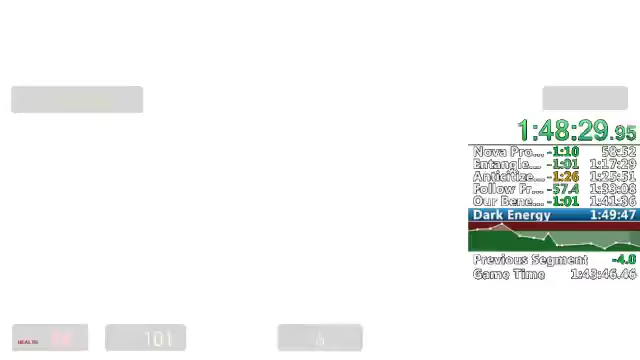 1:48:29.95
Nova Pro... -1:10 58:52
Entangle... -1:01 1:17:29
Anticitize... -1:26 1:25:51
Follow Fr... -57.4 1:33:08
Our Bene... -1:01 1:41:36
Dark Energy 1:49:47
Previous Segment -4.0
Game Time 1:43:46.46
HEALTH 101